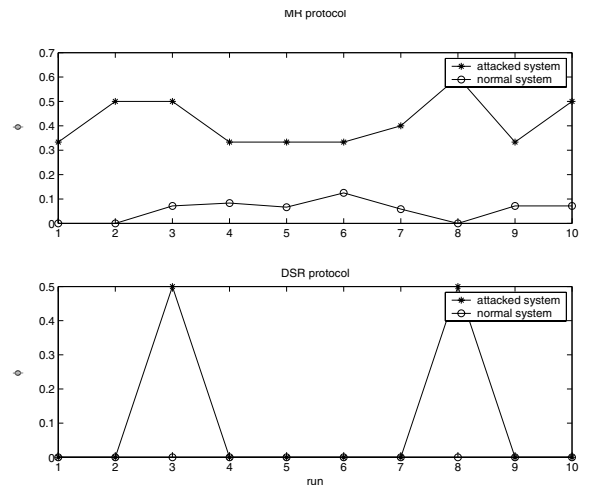 MR protocol
0.7
0.6
0.5
0.4
0.3
0.2
0.1
0
ϕ
attacked system
normal system
1 2 3 4 5 6 7 8 9 10
DSR protocol
0.5
0.4
0.3
0.2
0.1
0
ϕ
attacked system
normal system
1 2 3 4 5 6 7 8 9 10
run